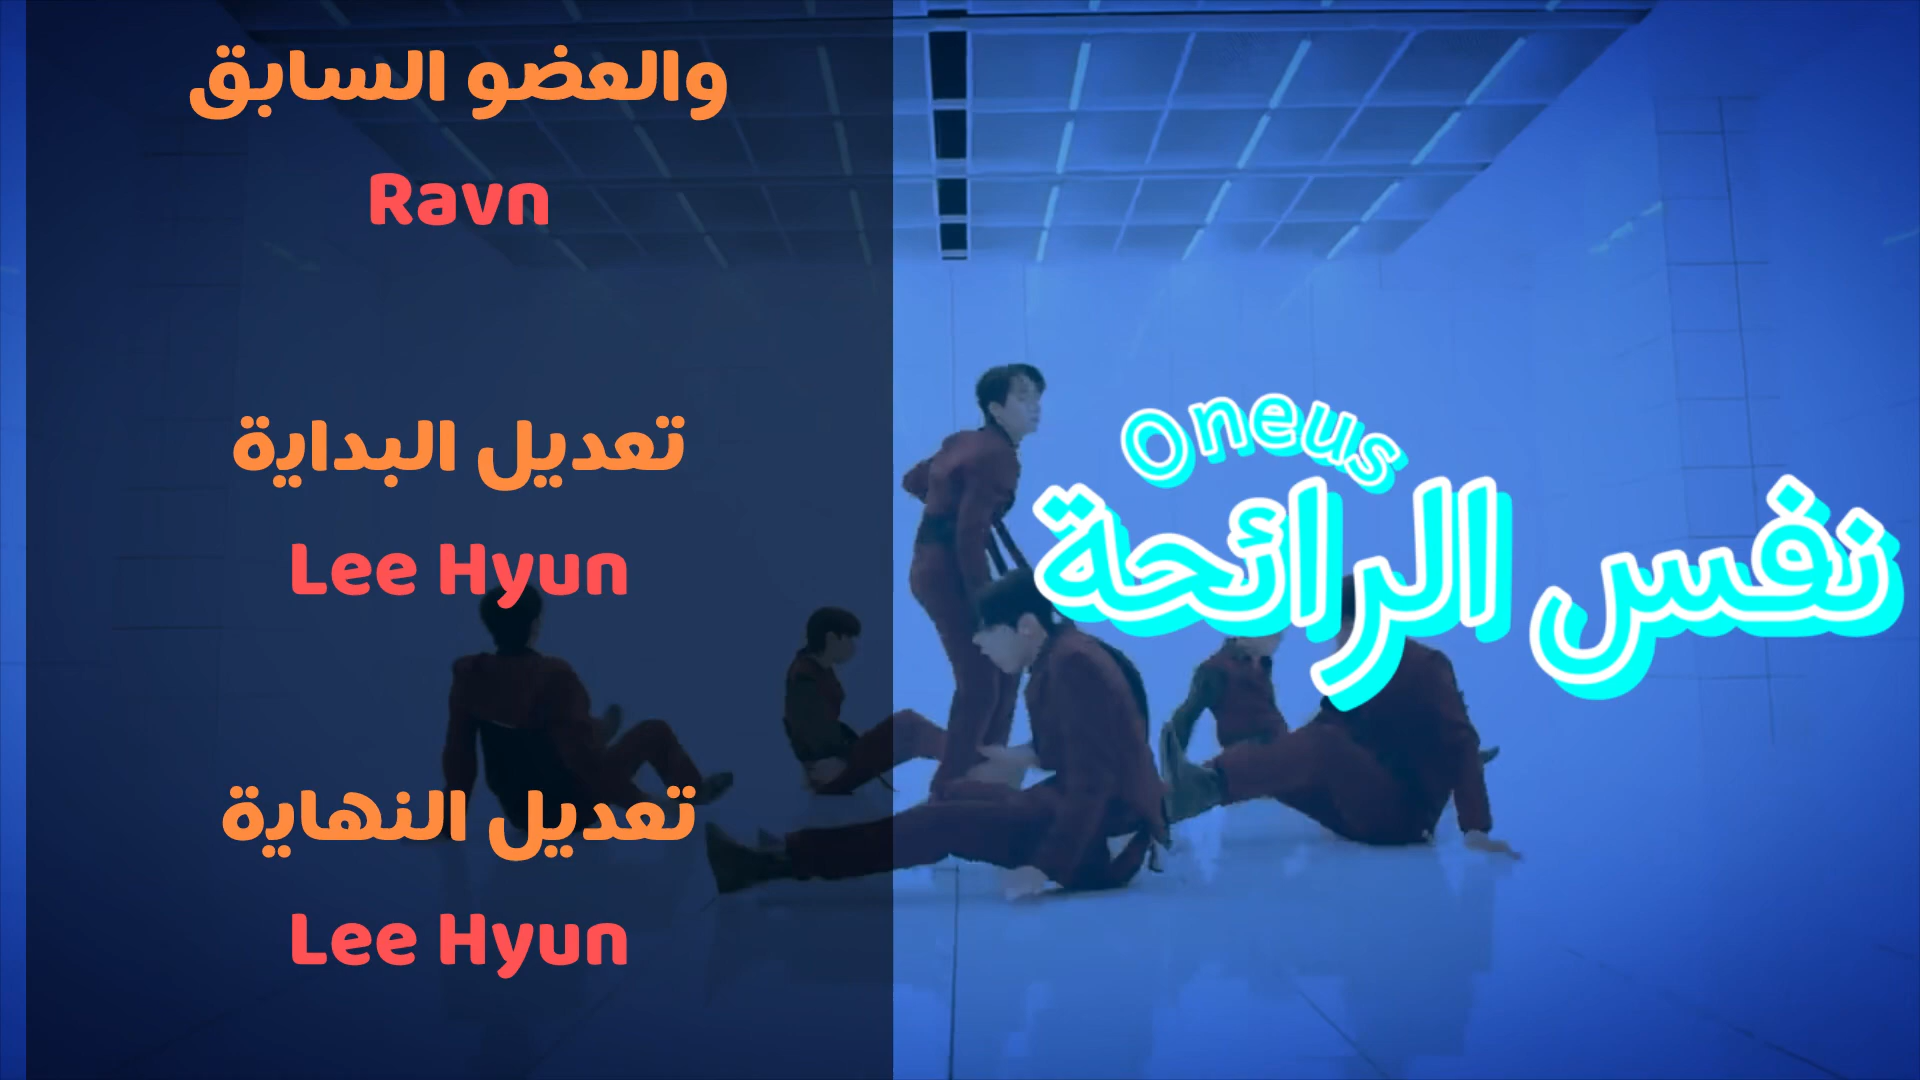 والعضو السابق
Ravn
تعديل البداية
Lee Hyun
تعديل النهاية
Lee Hyun
Oneus
نفس الرائحة